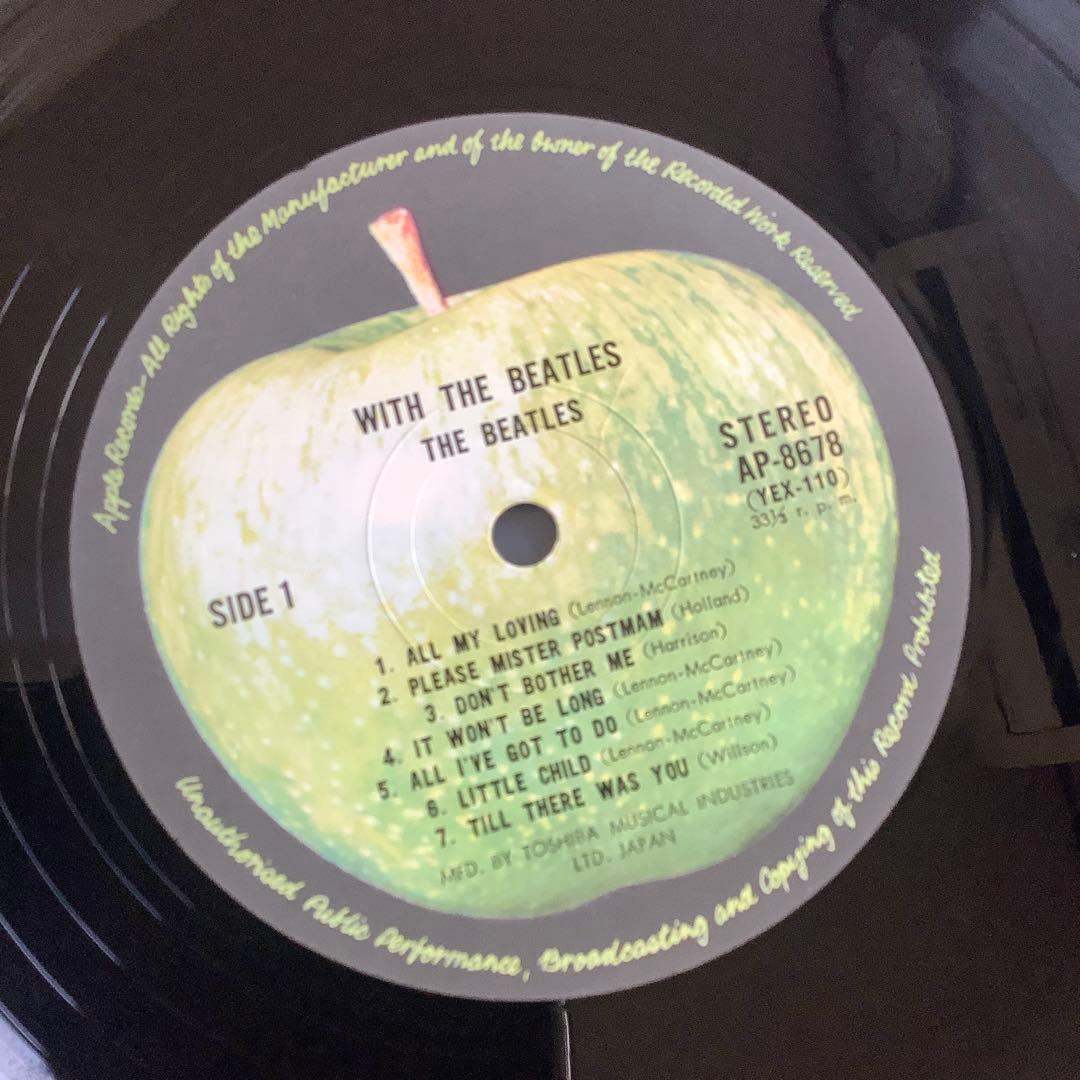 Apple Records-All Rights of the Manufacturer and of the Owner of the Recorded Work Reserved
WITH THE BEATLES
THE BEATLES
STEREO
AP-8678
(YEX-110)
33⅓ r. p. m.
SIDE 1
1. ALL MY LOVING (Lennon-McCartney)
2. PLEASE MISTER POSTMAM (Holland)
3. DON'T BOTHER ME (Harrison)
4. IT WON'T BE LONG (Lennon-McCartney)
5. ALL I'VE GOT TO DO (Lennon-McCartney)
6. LITTLE CHILD (Lennon-McCartney)
7. TILL THERE WAS YOU (Willson)
MFD. BY TOSHIBA MUSICAL INDUSTRIES
LTD. JAPAN
Unauthorised Public Performance, Broadcasting and Copying of this Record Prohibited